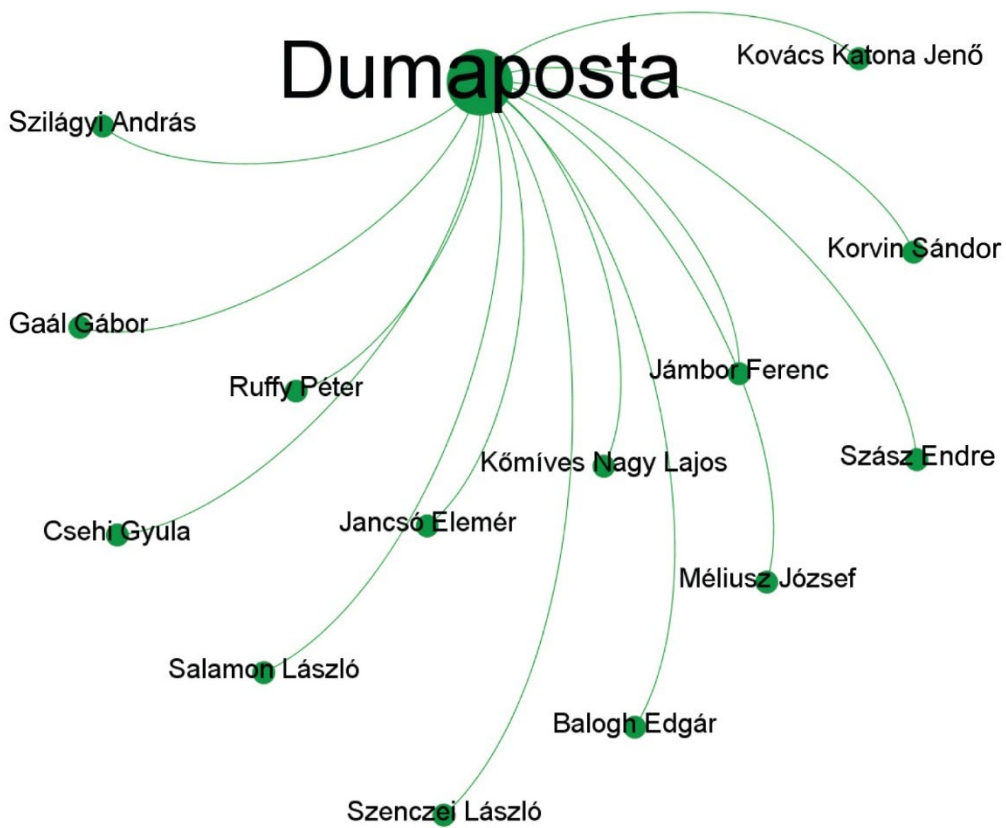 Dumaposta
Kovács Katona Jenő
Szilágyi András
Korvin Sándor
Gaál Gábor
Jámbor Ferenc
Ruffy Péter
Szász Endre
Kőmíves Nagy Lajos
Jancsó Elemér
Csehi Gyula
Méliusz József
Salamon László
Balogh Edgár
Szenczei László